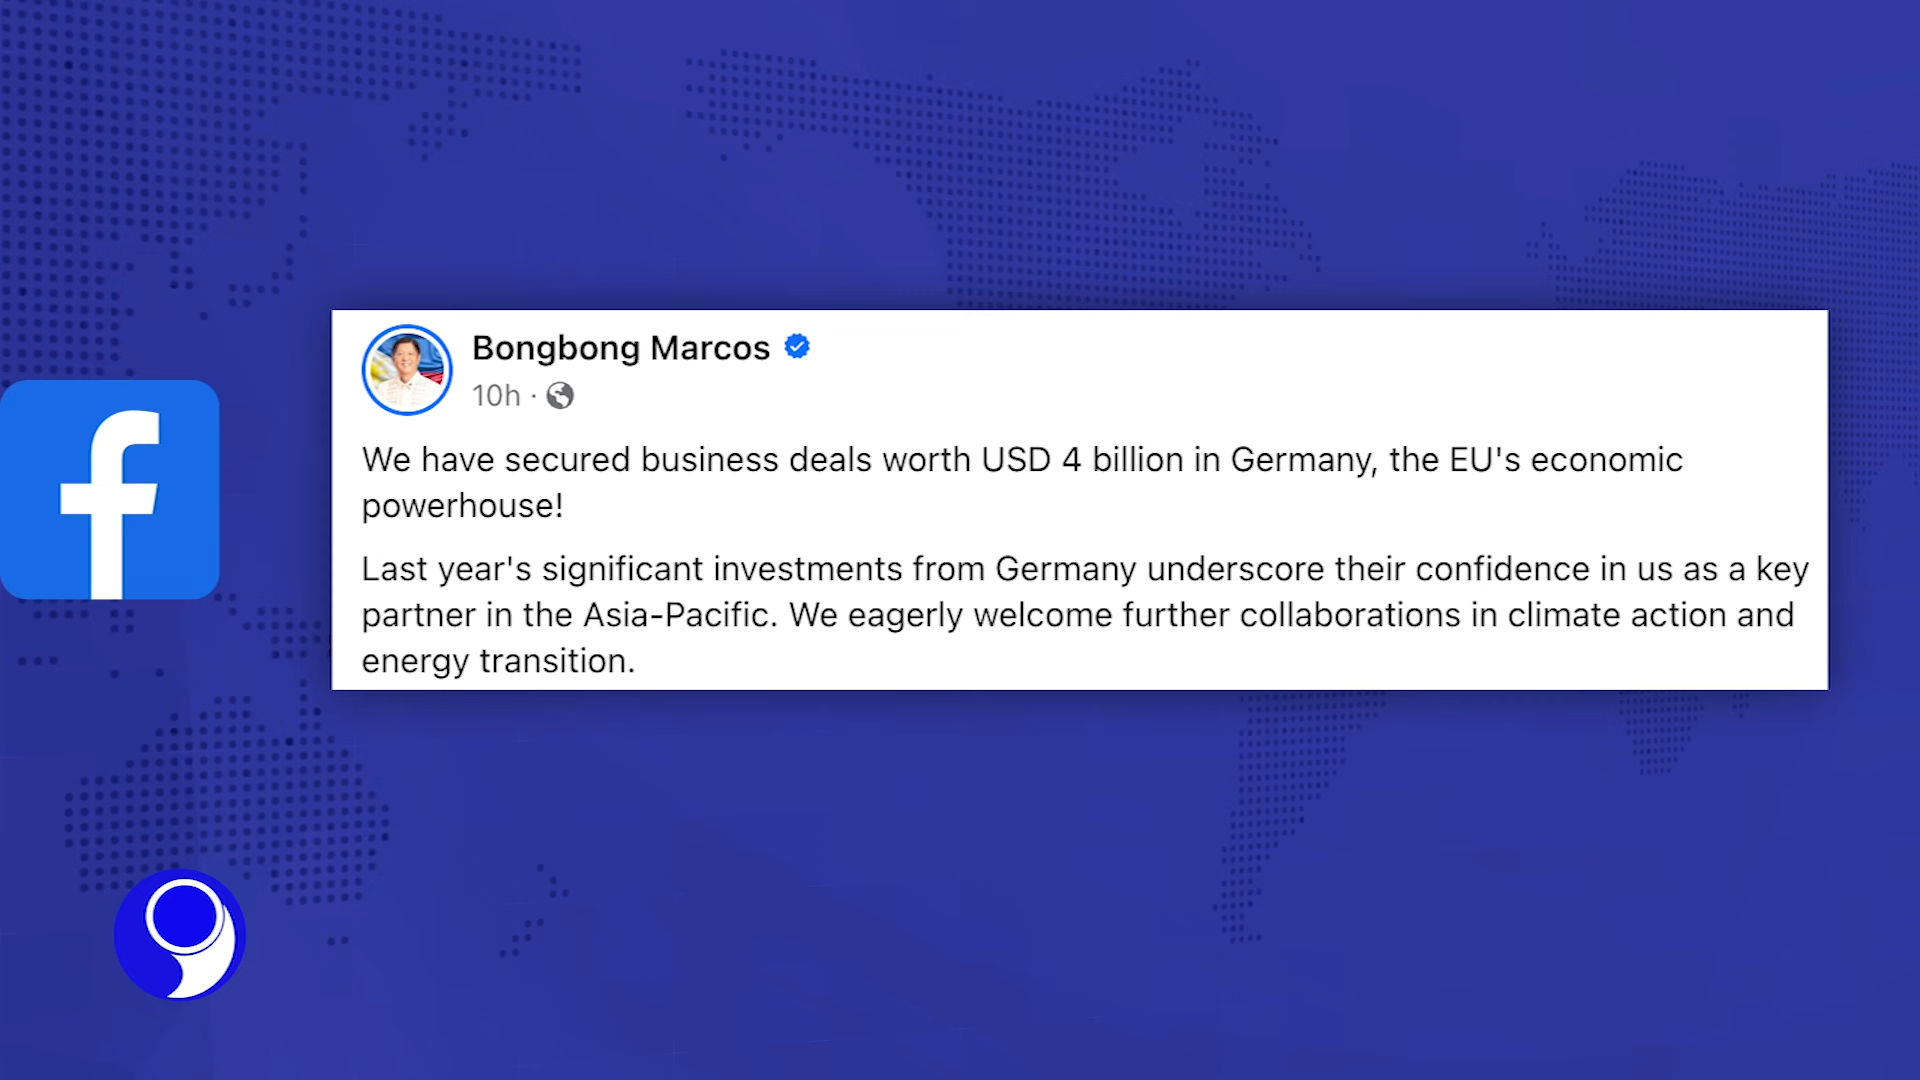 Bongbong Marcos
10h ·
We have secured business deals worth USD 4 billion in Germany, the EU's economic
powerhouse!
Last year's significant investments from Germany underscore their confidence in us as a key
partner in the Asia-Pacific. We eagerly welcome further collaborations in climate action and
energy transition.